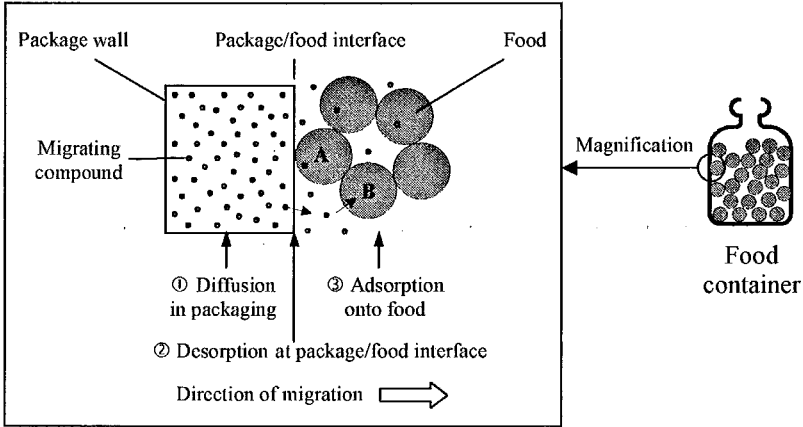 Package wall
Package/food interface
Food
Migrating
compound
A
B
Magnification
① Diffusion
in packaging
③ Adsorption
onto food
② Desorption at package/food interface
Direction of migration
Food
container